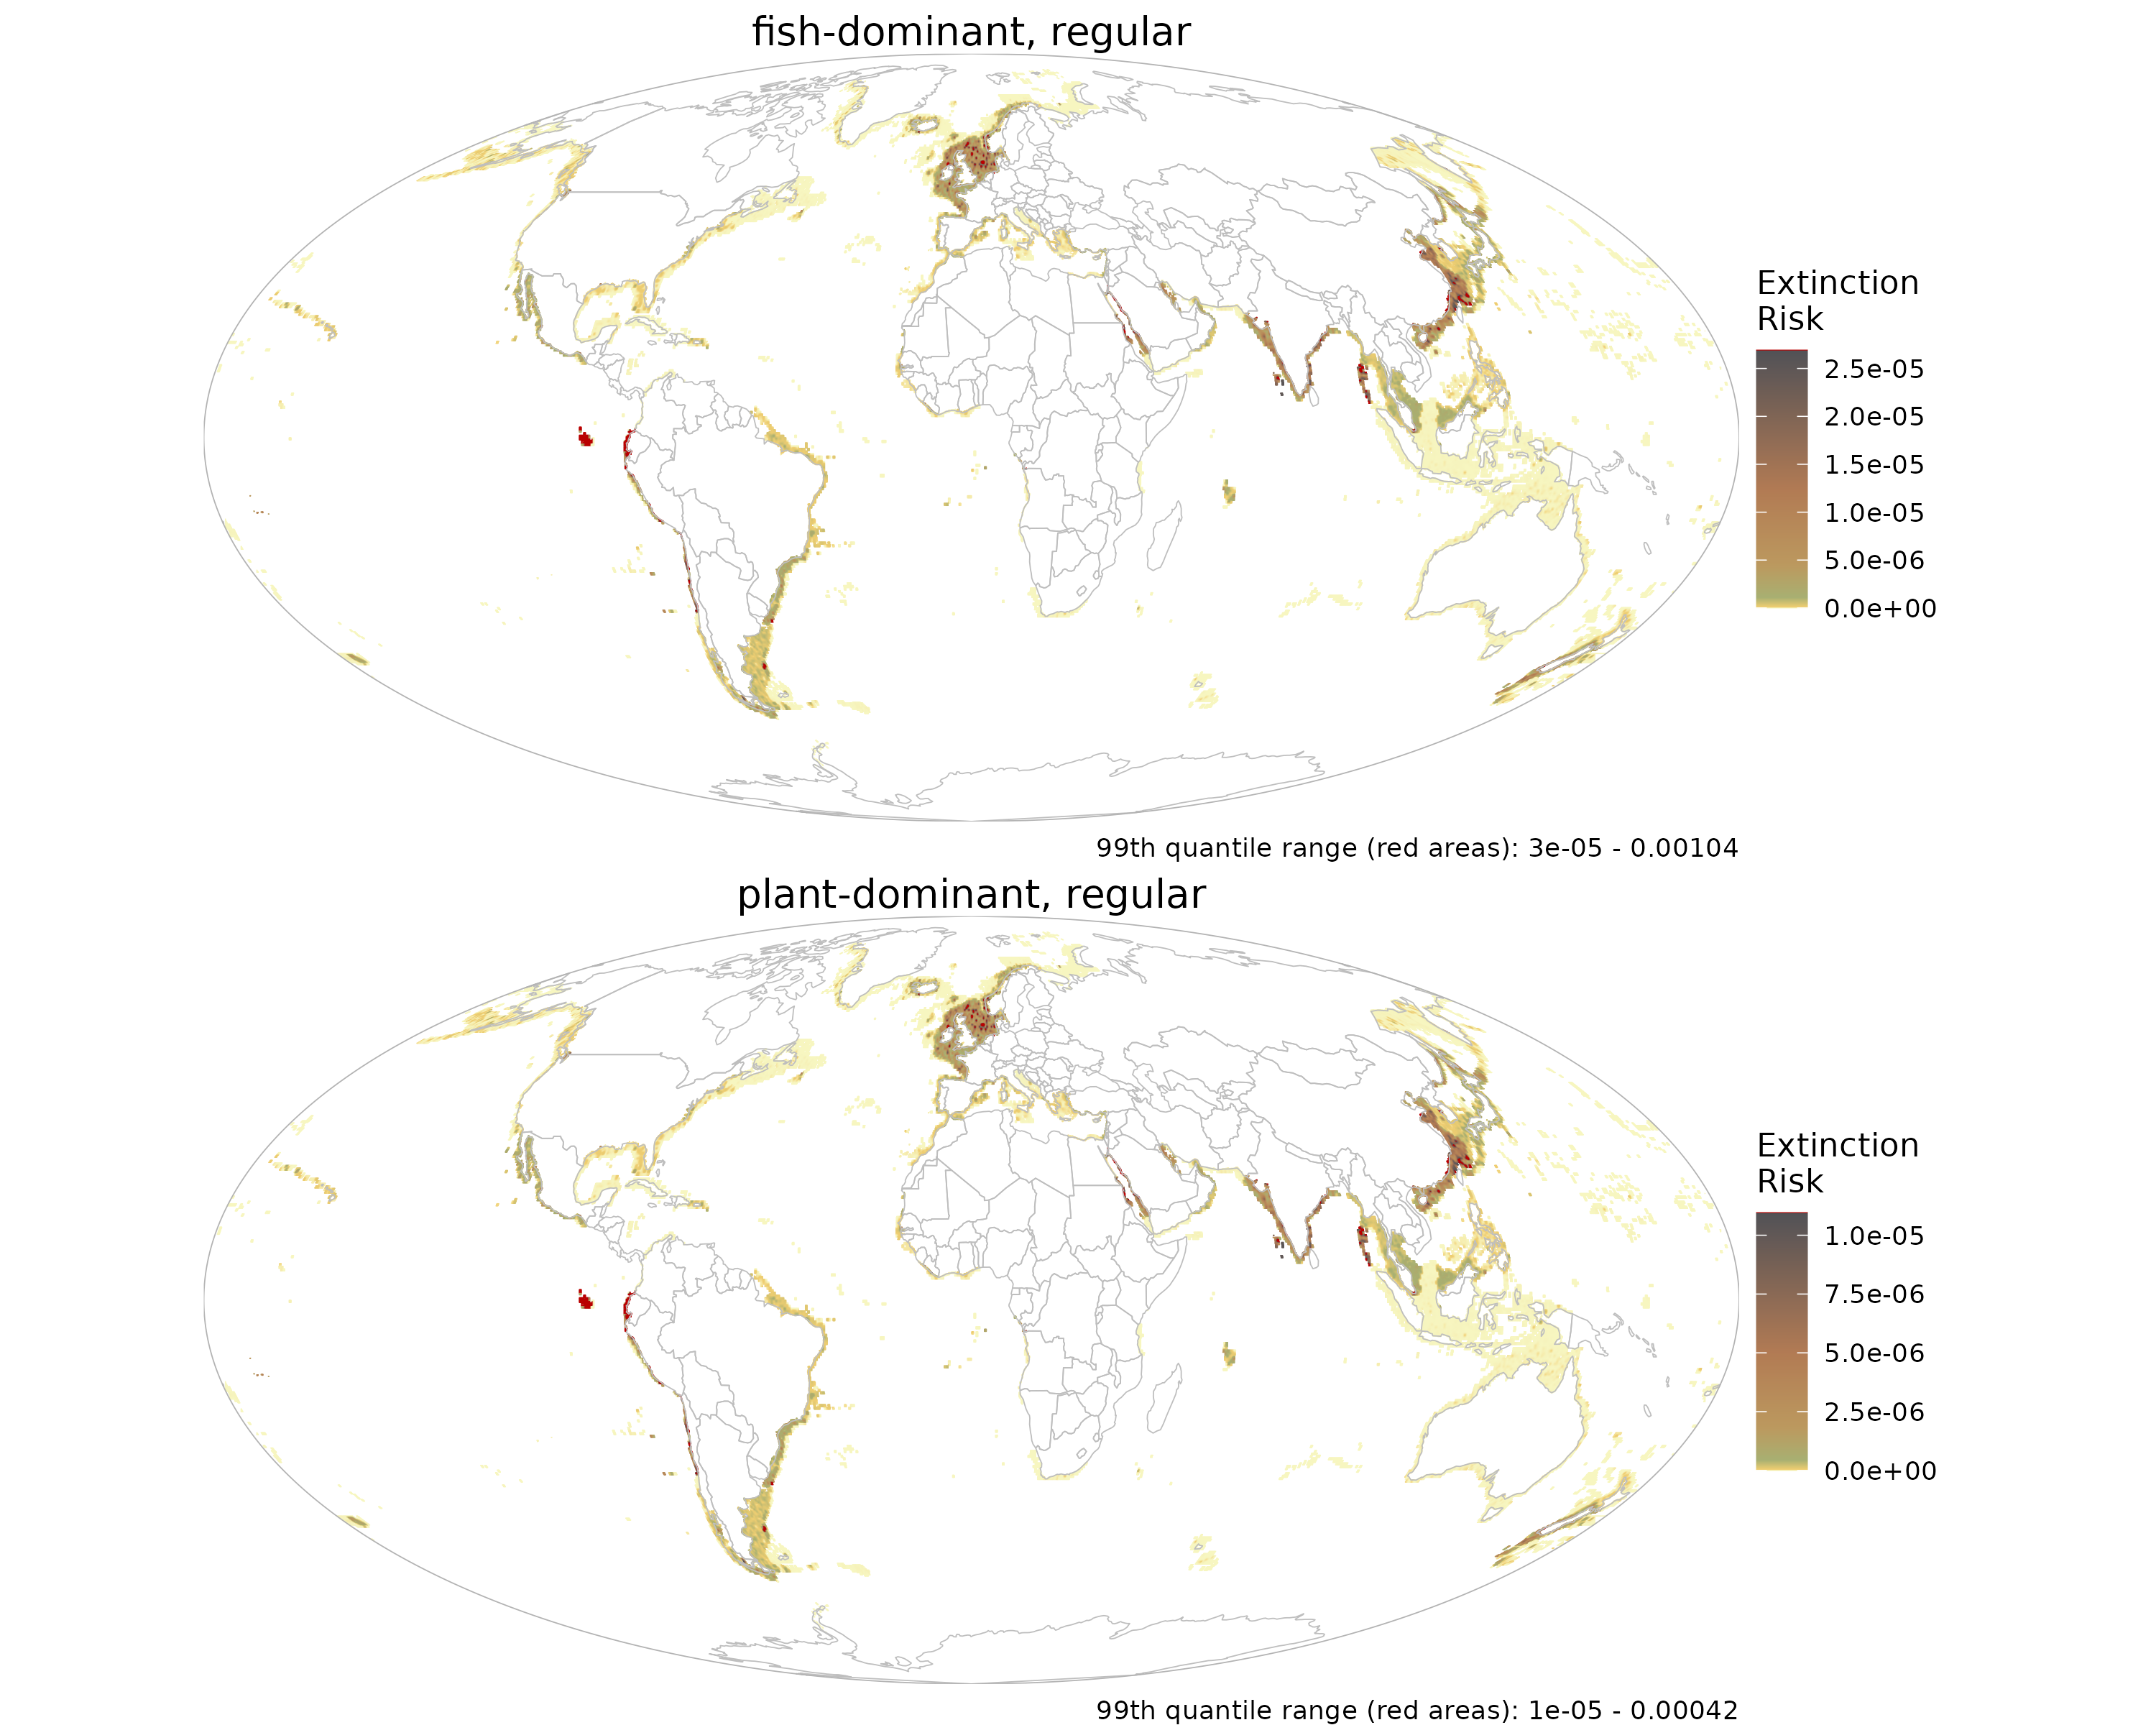 fish-dominant, regular
Extinction
Risk
2.5e-05
2.0e-05
1.5e-05
1.0e-05
5.0e-06
0.0e+00
99th quantile range (red areas): 3e-05 - 0.00104
plant-dominant, regular
Extinction
Risk
1.0e-05
7.5e-06
5.0e-06
2.5e-06
0.0e+00
99th quantile range (red areas): 1e-05 - 0.00042